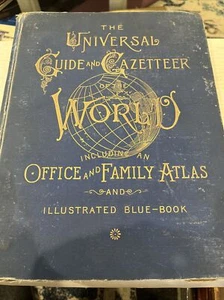 THE
UNIVERSAL
GUIDE AND GAZETTEER
OF THE
WORLD
INCLUDING AN
OFFICE AND FAMILY ATLAS
AND
ILLUSTRATED BLUE-BOOK